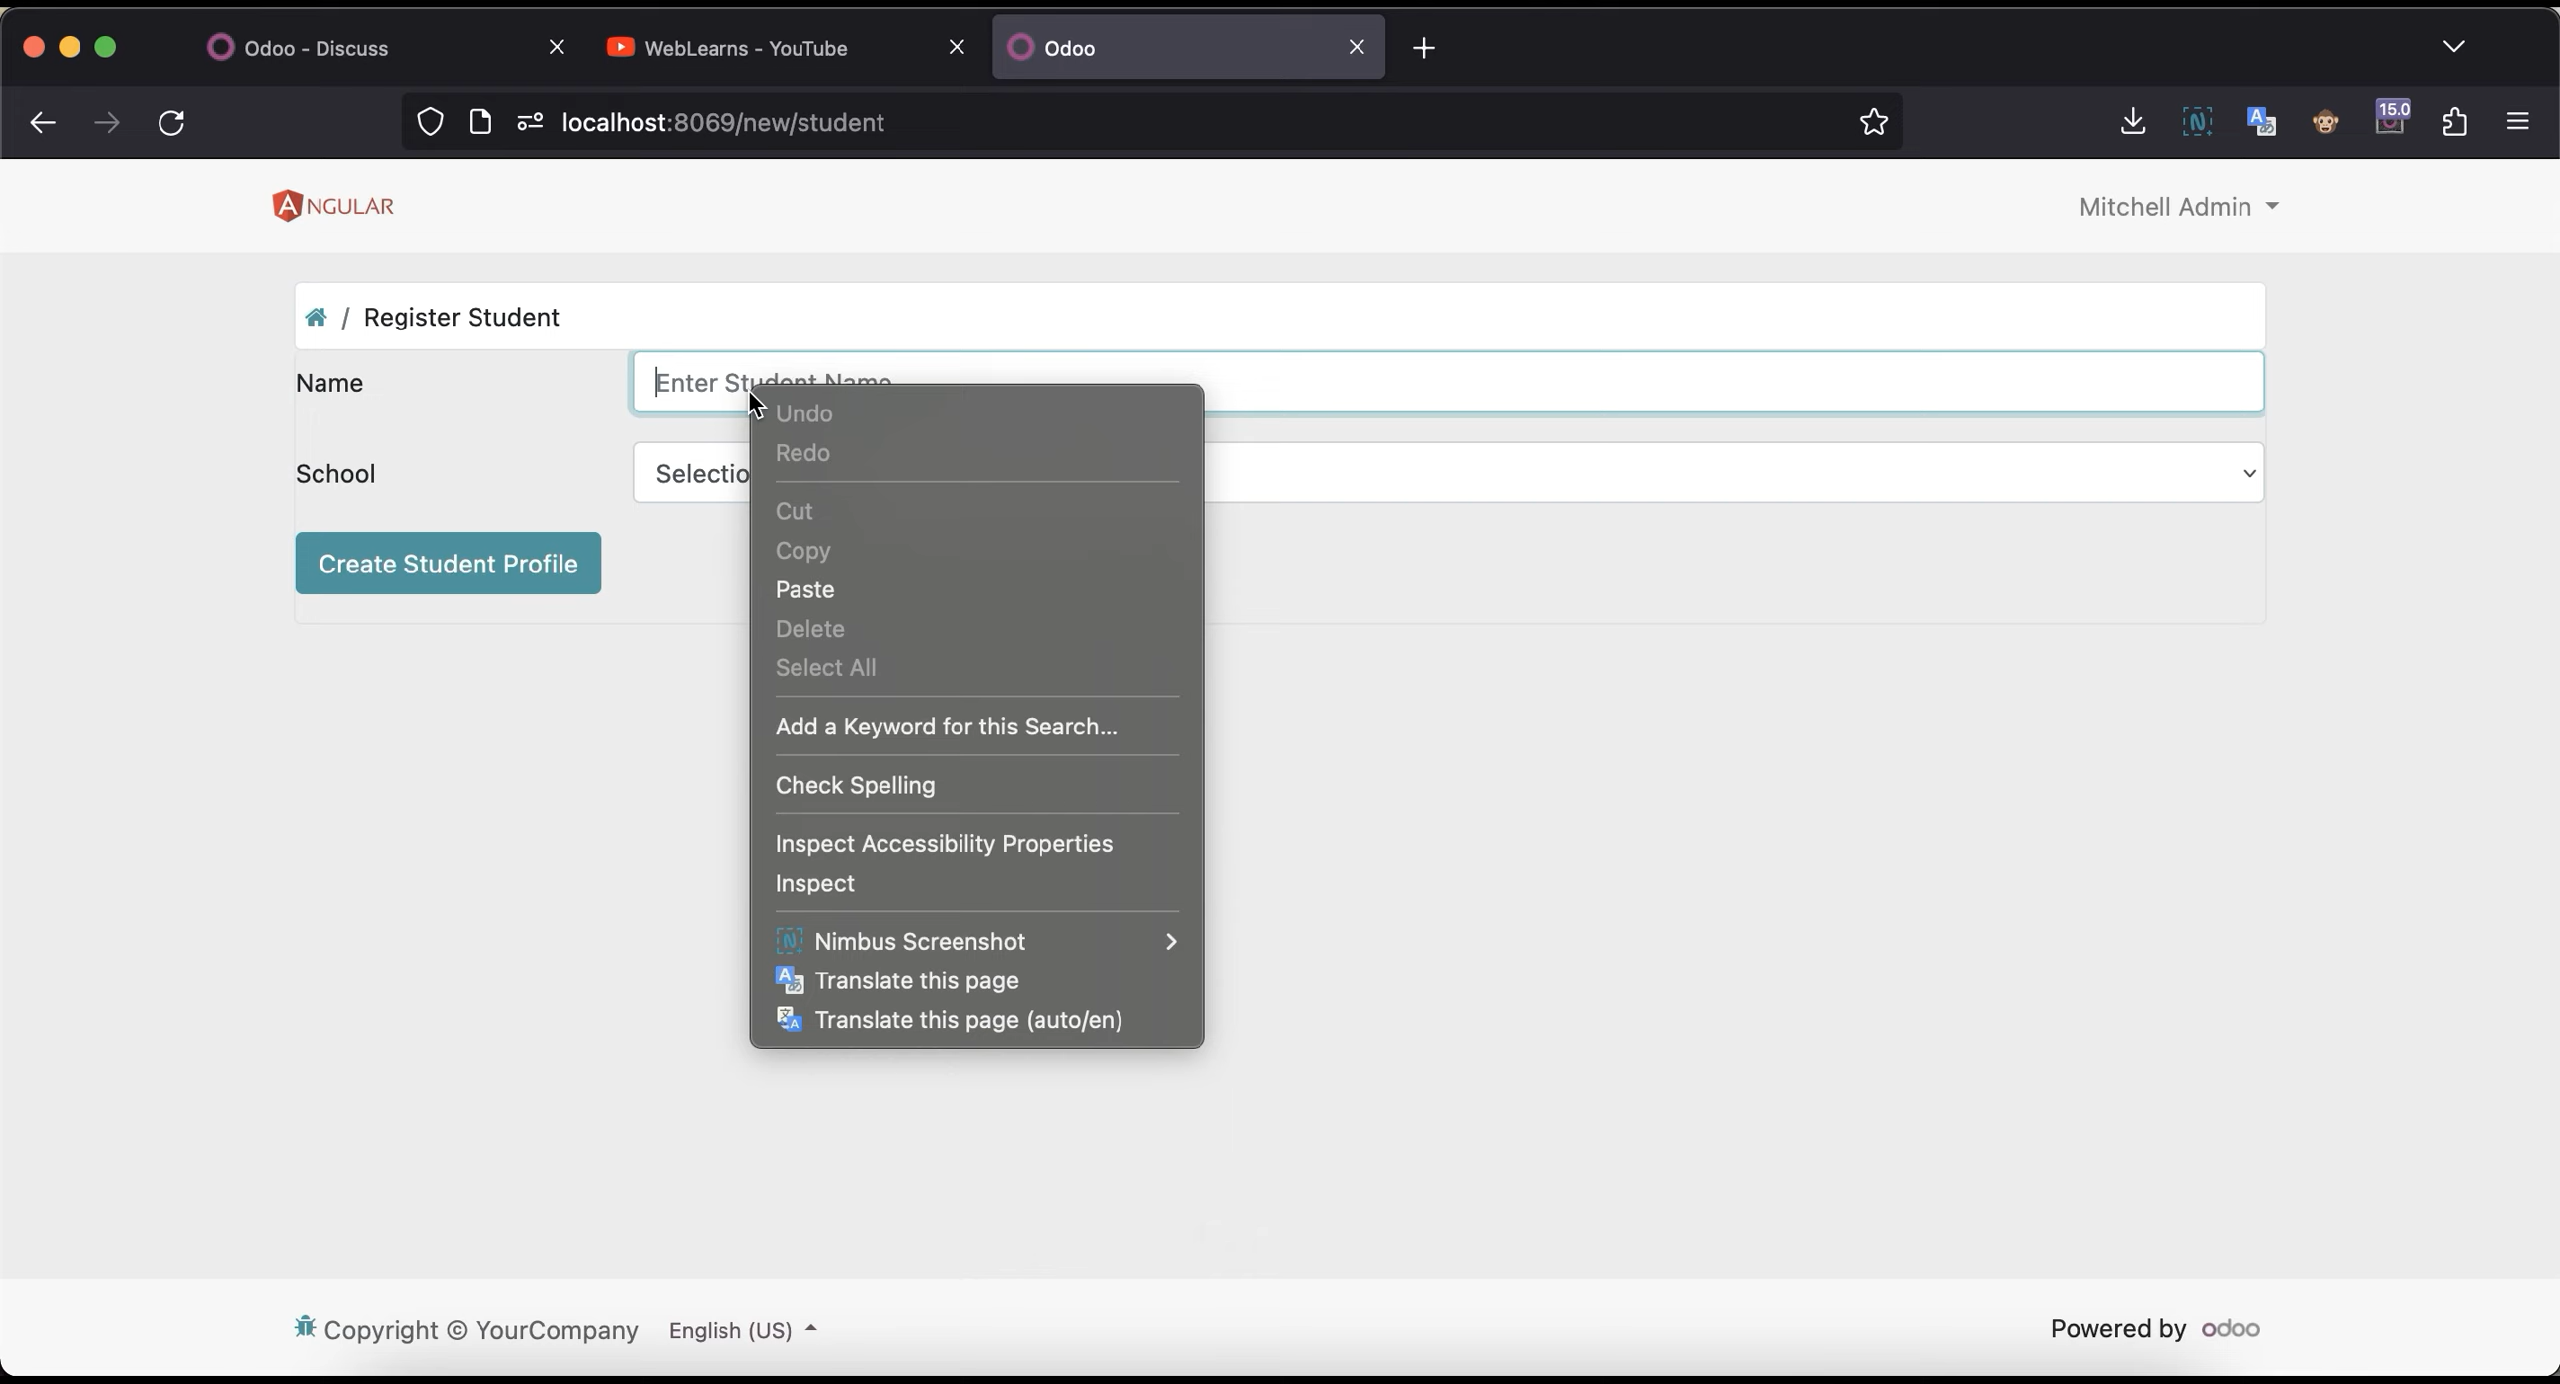 Odoo - Discuss
WebLearns - YouTube
Odoo
localhost:8069/new/student
15.0
ANGULAR
Mitchell Admin
/ Register Student
Name
Enter Student Name
Undo
Redo
School
Selectio
Cut
Copy
Create Student Profile
Paste
Delete
Select All
Add a Keyword for this Search...
Check Spelling
Inspect Accessibility Properties
Inspect
Nimbus Screenshot
Translate this page
Translate this page (auto/en)
Copyright © YourCompany English (US)
Powered by odoo